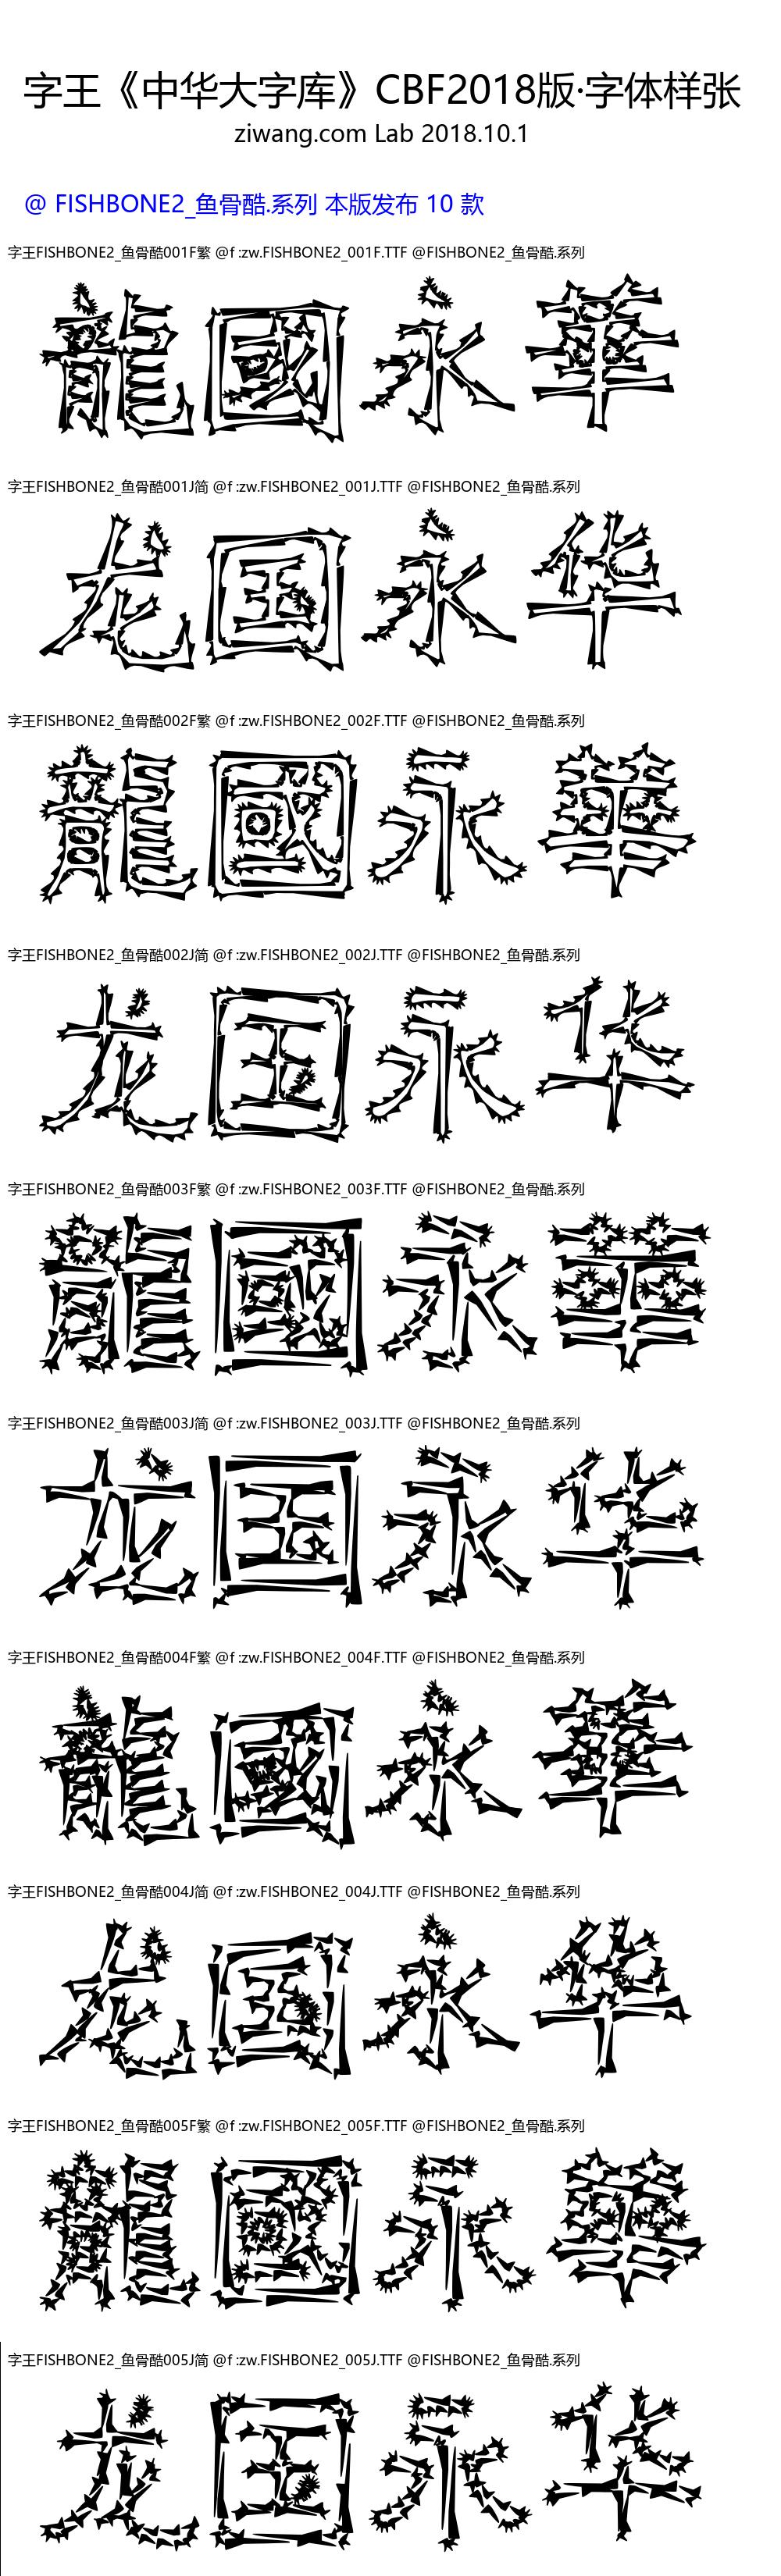 字王《中华大字库》CBF2018版·字体样张
ziwang.com Lab 2018.10.1
@ FISHBONE2_鱼骨酷.系列 本版发布 10 款
字王FISHBONE2_鱼骨酷001F繁 @f :zw.FISHBONE2_001F.TTF @FISHBONE2_鱼骨酷.系列
龍國永華
字王FISHBONE2_鱼骨酷001J简 @f :zw.FISHBONE2_001J.TTF @FISHBONE2_鱼骨酷.系列
龙国永华
字王FISHBONE2_鱼骨酷002F繁 @f :zw.FISHBONE2_002F.TTF @FISHBONE2_鱼骨酷.系列
龍國永華
字王FISHBONE2_鱼骨酷002J简 @f :zw.FISHBONE2_002J.TTF @FISHBONE2_鱼骨酷.系列
龙国永华
字王FISHBONE2_鱼骨酷003F繁 @f :zw.FISHBONE2_003F.TTF @FISHBONE2_鱼骨酷.系列
龍國永華
字王FISHBONE2_鱼骨酷003J简 @f :zw.FISHBONE2_003J.TTF @FISHBONE2_鱼骨酷.系列
龙国永华
字王FISHBONE2_鱼骨酷004F繁 @f :zw.FISHBONE2_004F.TTF @FISHBONE2_鱼骨酷.系列
龍國永華
字王FISHBONE2_鱼骨酷004J简 @f :zw.FISHBONE2_004J.TTF @FISHBONE2_鱼骨酷.系列
龙国永华
字王FISHBONE2_鱼骨酷005F繁 @f :zw.FISHBONE2_005F.TTF @FISHBONE2_鱼骨酷.系列
龍國永華
字王FISHBONE2_鱼骨酷005J简 @f :zw.FISHBONE2_005J.TTF @FISHBONE2_鱼骨酷.系列
龙国永华